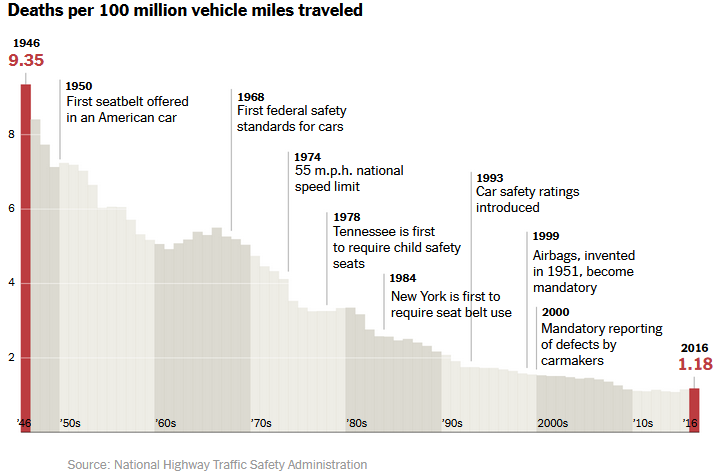 Deaths per 100 million vehicle miles traveled
1946
9.35
1950
First seatbelt offered
in an American car
1968
First federal safety
standards for cars
1974
55 m.p.h. national
speed limit
1978
Tennessee is first
to require child safety
seats
1984
New York is first to
require seat belt use
1993
Car safety ratings
introduced
1999
Airbags, invented
in 1951, become
mandatory
2000
Mandatory reporting
of defects by
carmakers
2016
1.18
8
6
4
2
’46 ’50s ’60s ’70s ’80s ’90s 2000s ’10s ’16
Source: National Highway Traffic Safety Administration